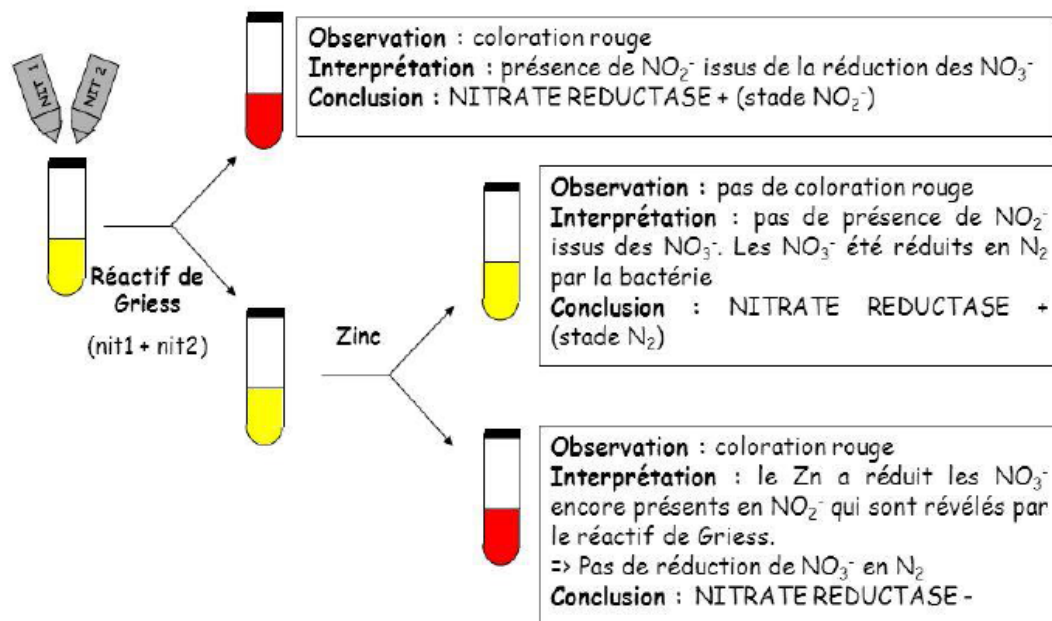 NIT 1
NIT 2
Réactif de
Griess
(nit1 + nit2)
Observation : coloration rouge
Interprétation : présence de NO₂⁻ issus de la réduction des NO₃⁻
Conclusion : NITRATE REDUCTASE + (stade NO₂⁻)
Zinc
Observation : pas de coloration rouge
Interprétation : pas de présence de NO₂⁻
issus des NO₃⁻. Les NO₃⁻ été réduits en N₂
par la bactérie
Conclusion : NITRATE REDUCTASE +
(stade N₂)
Observation : coloration rouge
Interprétation : le Zn a réduit les NO₃⁻
encore présents en NO₂⁻ qui sont révélés par
le réactif de Griess.
=> Pas de réduction de NO₃⁻ en N₂
Conclusion : NITRATE REDUCTASE -